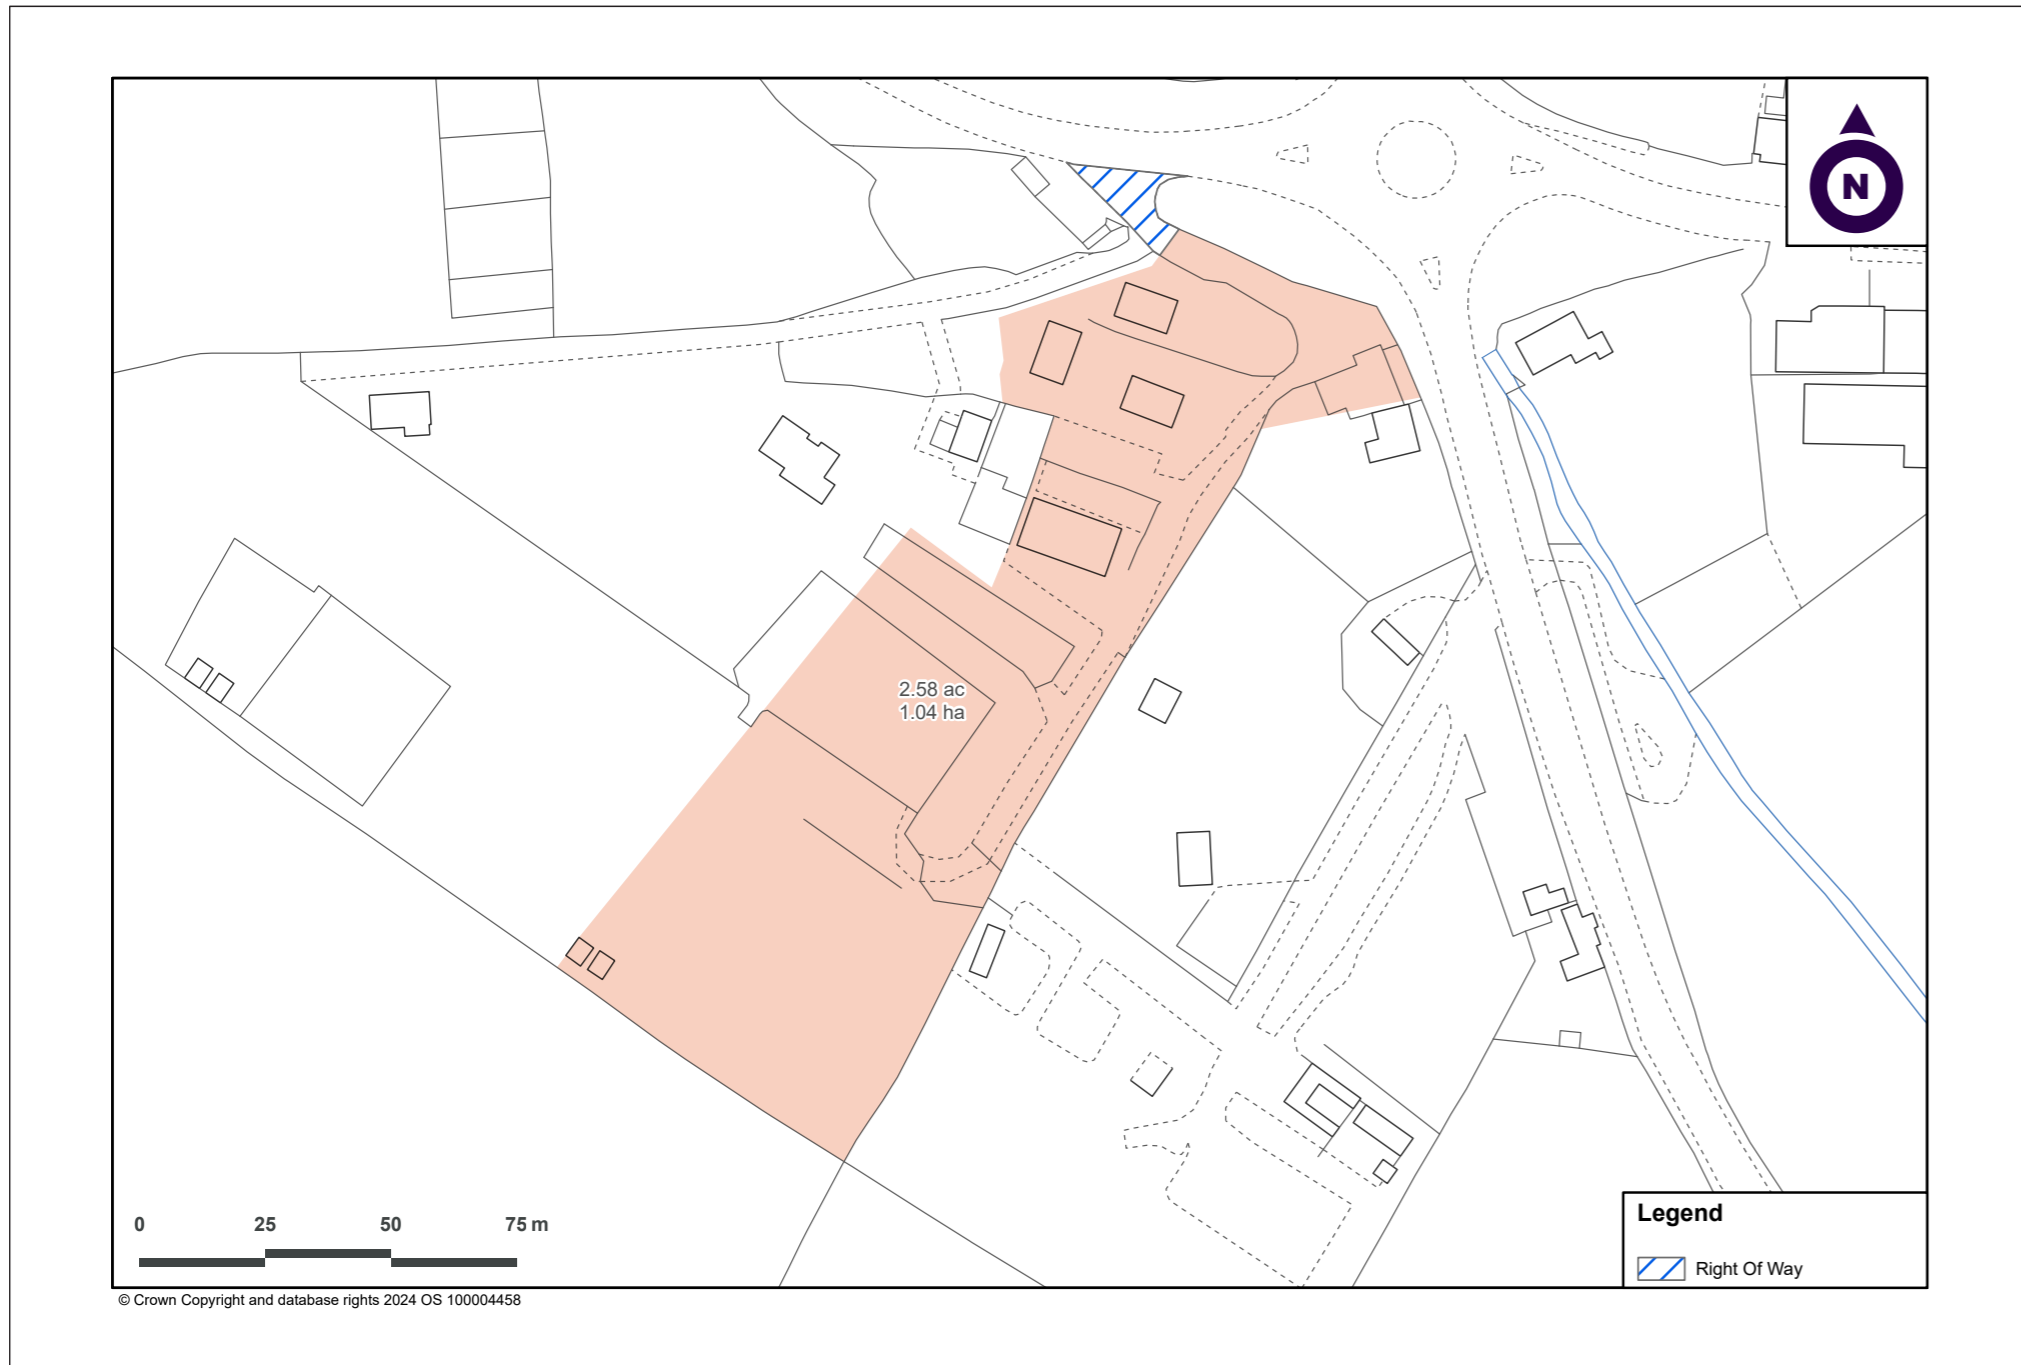 N
2.58 ac
1.04 ha
0 25 50 75 m
Legend
Right Of Way
© Crown Copyright and database rights 2024 OS 100004458